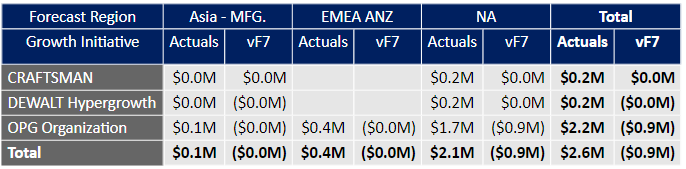 Forecast Region Asia - MFG. EMEA ANZ NA Total
Growth Initiative Actuals vF7 Actuals vF7 Actuals vF7 Actuals vF7
CRAFTSMAN $0.0M $0.0M $0.2M $0.0M $0.2M $0.0M
DEWALT Hypergrowth $0.0M ($0.0M) $0.2M $0.0M $0.2M ($0.0M)
OPG Organization $0.1M ($0.0M) $0.4M ($0.0M) $1.7M ($0.9M) $2.2M ($0.9M)
Total $0.1M ($0.0M) $0.4M ($0.0M) $2.1M ($0.9M) $2.6M ($0.9M)